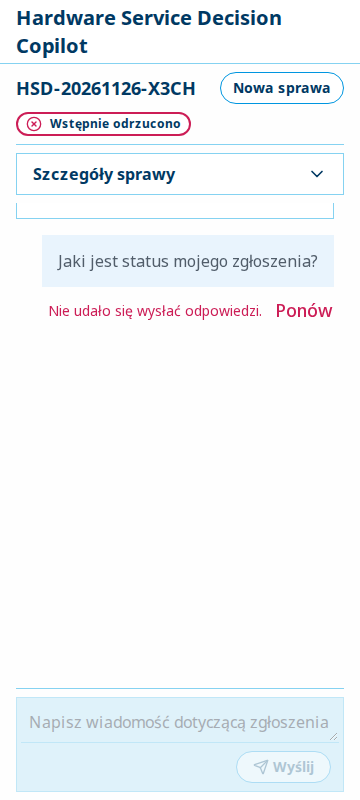 Hardware Service Decision
Copilot
HSD-20261126-X3CH
Nowa sprawa
Wstępnie odrzucono
Szczegóły sprawy
Jaki jest status mojego zgłoszenia?
Nie udało się wysłać odpowiedzi.
Ponów
Napisz wiadomość dotyczącą zgłoszenia
Wyślij